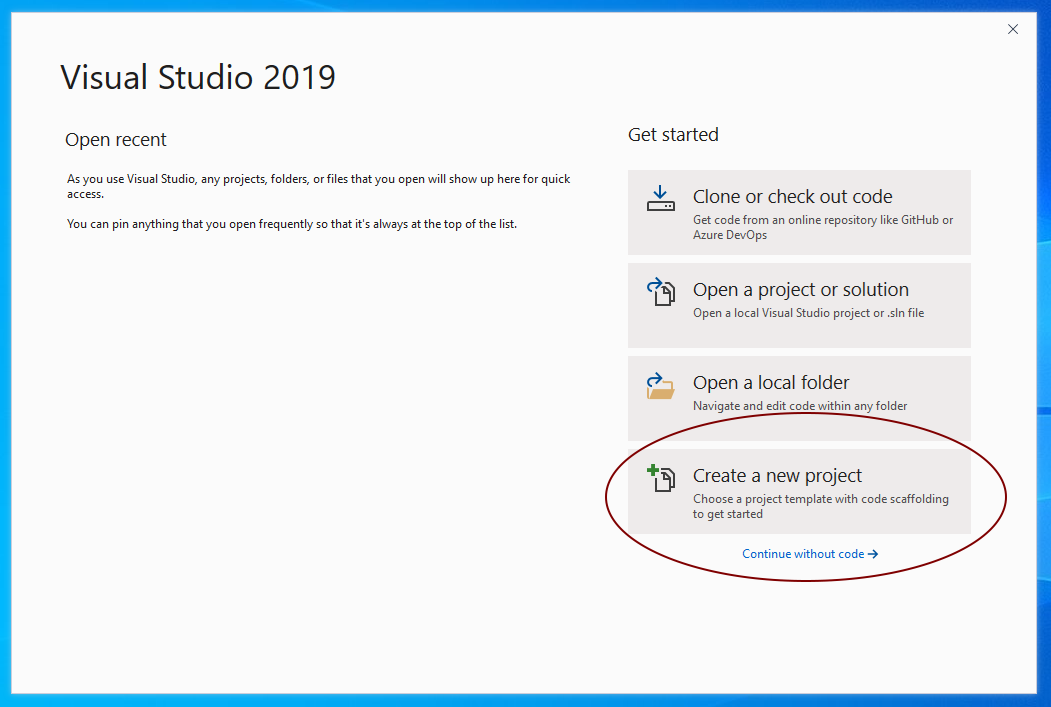 Visual Studio 2019
Open recent
As you use Visual Studio, any projects, folders, or files that you open will show up here for quick
access.
You can pin anything that you open frequently so that it's always at the top of the list.
Get started
Clone or check out code
Get code from an online repository like GitHub or
Azure DevOps
Open a project or solution
Open a local Visual Studio project or .sln file
Open a local folder
Navigate and edit code within any folder
Create a new project
Choose a project template with code scaffolding
to get started
Continue without code →